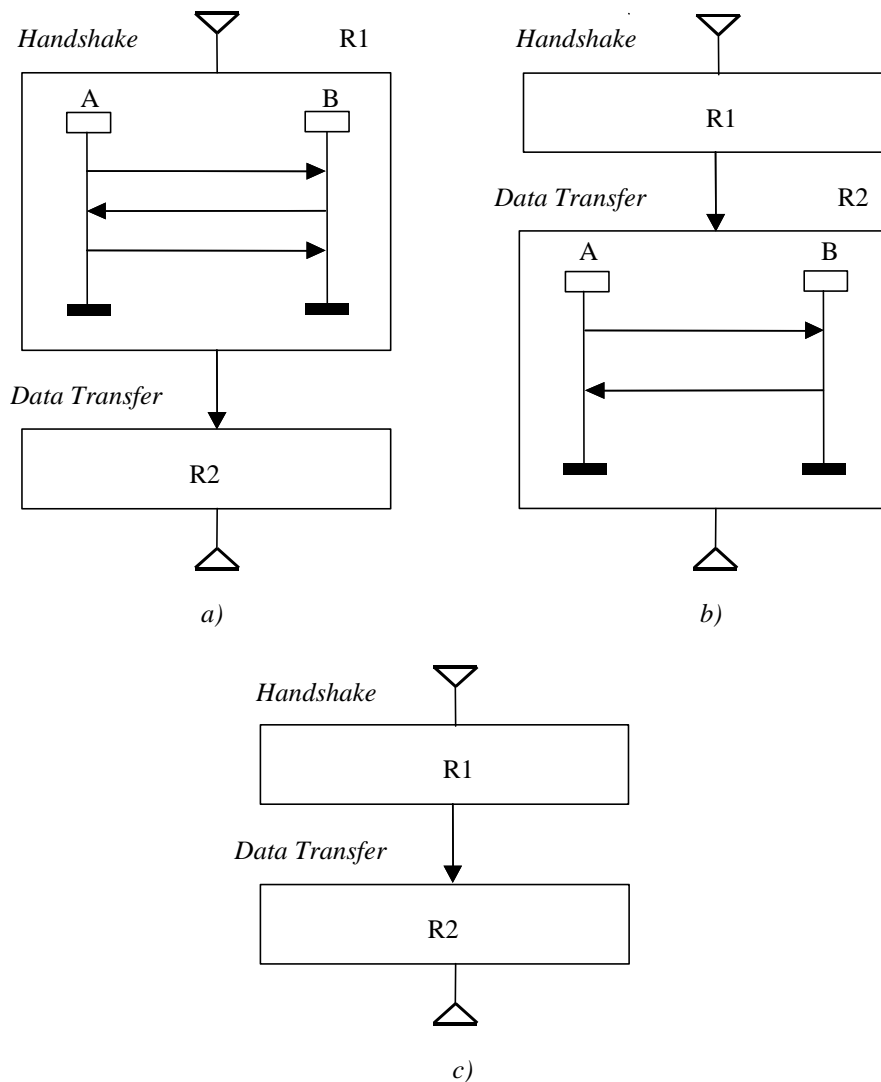 Handshake R1
A B
Data Transfer
R2
a)
Handshake
R1
Data Transfer R2
A B
b)
Handshake
R1
Data Transfer
R2
c)